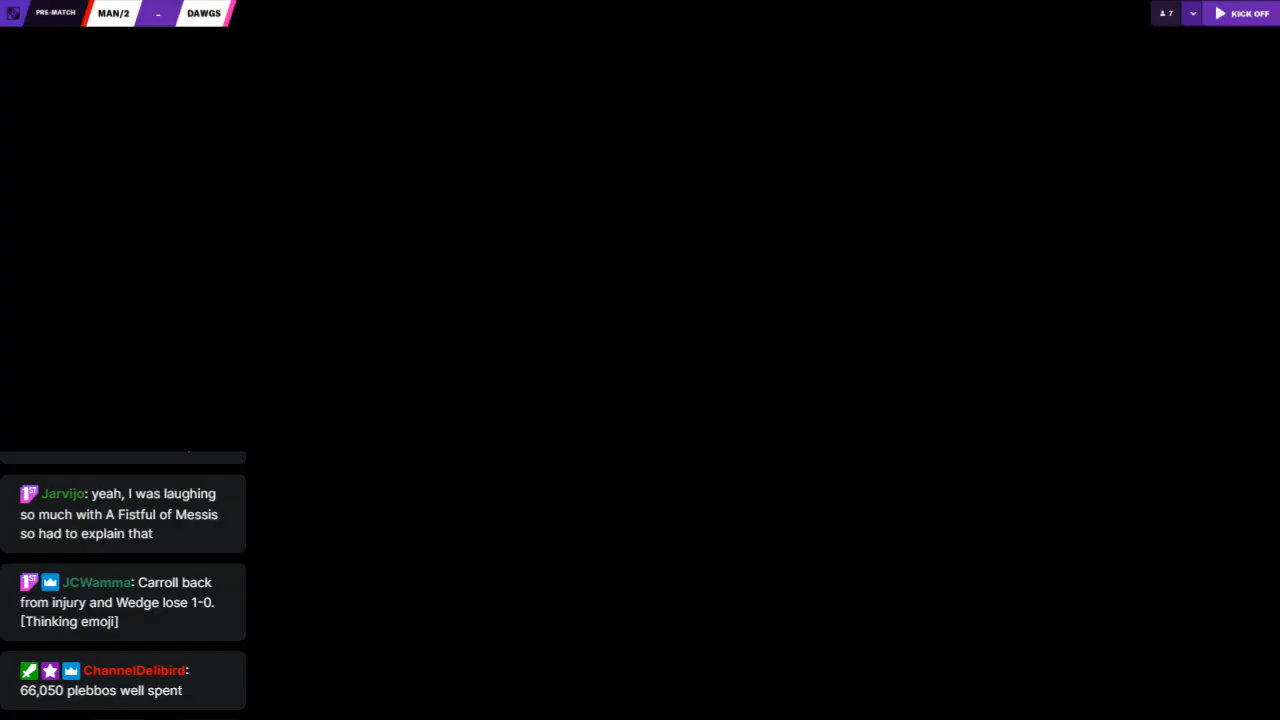 PRE-MATCH MAN/2 - DAWGS 7 KICK OFF
1ST Jarvijo: yeah, I was laughing
so much with A Fistful of Messis
so had to explain that
1ST JCWamma: Carroll back
from injury and Wedge lose 1-0.
[Thinking emoji]
ChannelDelibird:
66,050 plebbos well spent